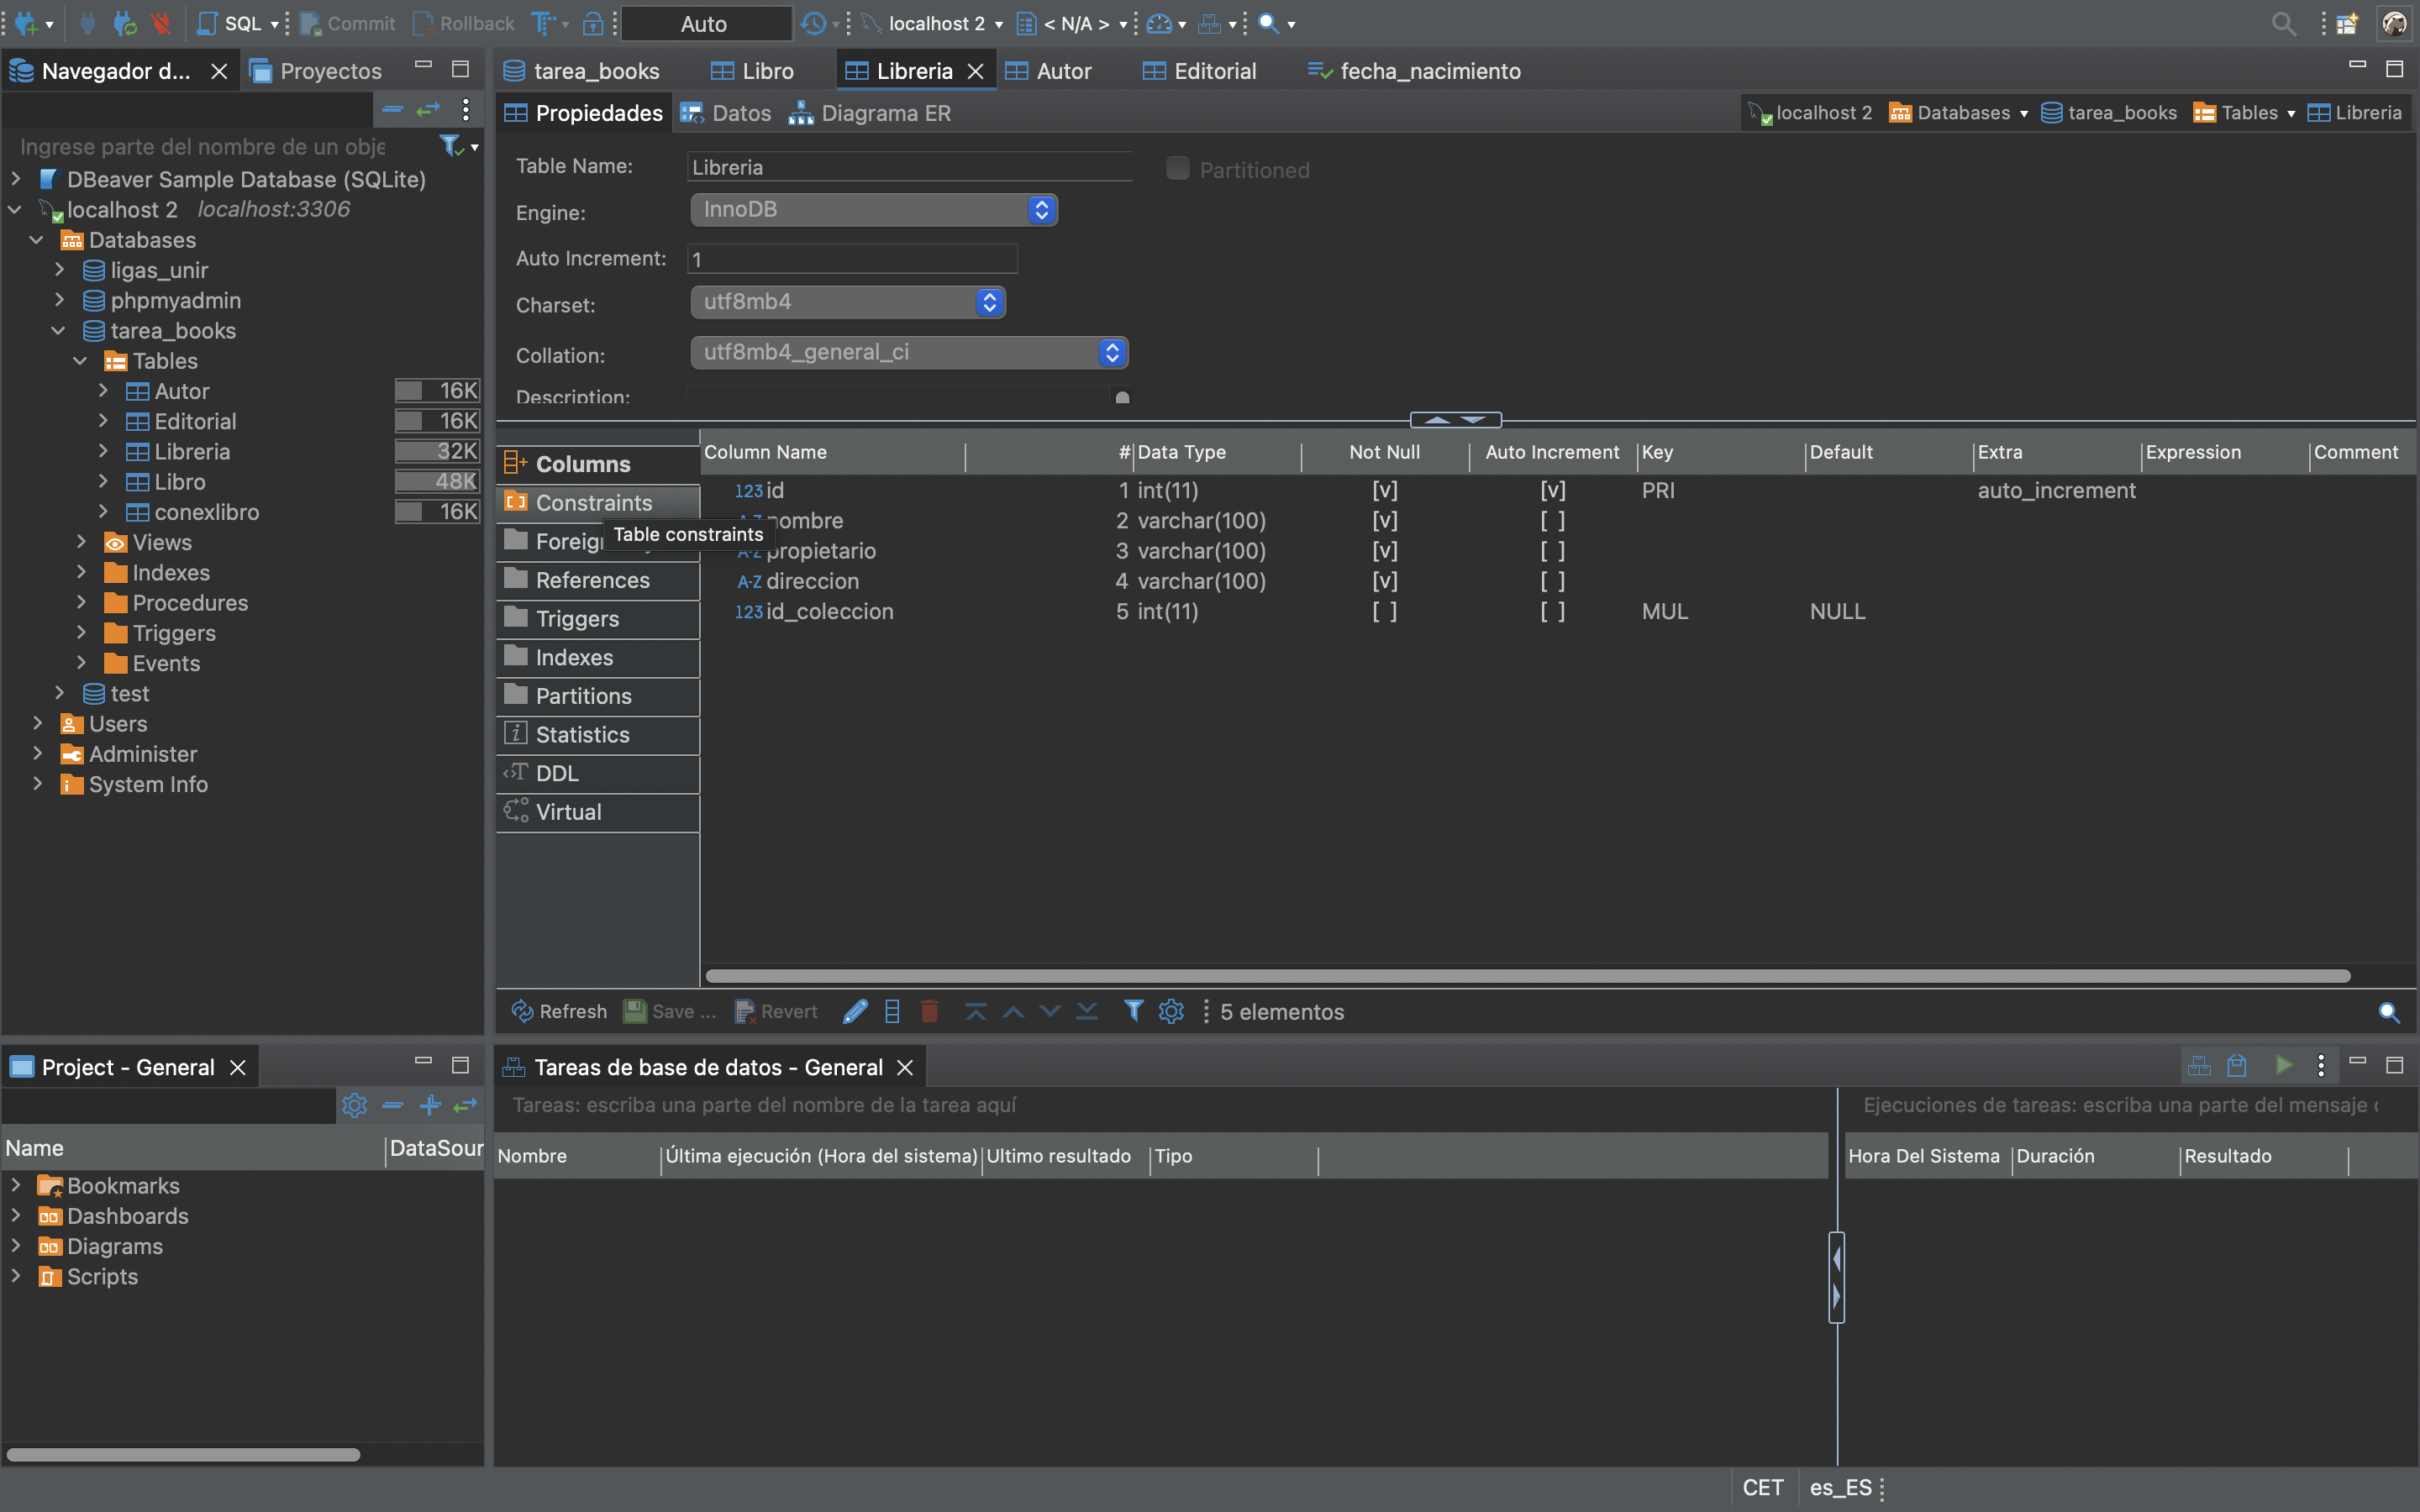 SQL Commit Rollback Auto localhost 2 < N/A >
Navegador d... Proyectos
Ingrese parte del nombre de un obje
DBeaver Sample Database (SQLite)
localhost 2 localhost:3306
Databases
ligas_unir
phpmyadmin
tarea_books
Tables
Autor 16K
Editorial 16K
Libreria 32K
Libro 48K
conexlibro 16K
Views
Indexes
Procedures
Triggers
Events
test
Users
Administer
System Info
tarea_books Libro Libreria Autor Editorial fecha_nacimiento
Propiedades Datos Diagrama ER
localhost 2 Databases tarea_books Tables Libreria
Table Name: Libreria Partitioned
Engine: InnoDB
Auto Increment: 1
Charset: utf8mb4
Collation: utf8mb4_general_ci
Description:
Columns
Constraints
Foreig
Table constraints
References
Triggers
Indexes
Partitions
Statistics
DDL
Virtual
Column Name # Data Type Not Null Auto Increment Key Default Extra Expression Comment
123 id 1 int(11) [v] [v] PRI auto_increment
A-Z nombre 2 varchar(100) [v] [ ]
A-Z propietario 3 varchar(100) [v] [ ]
A-Z direccion 4 varchar(100) [v] [ ]
123 id_coleccion 5 int(11) [ ] [ ] MUL NULL
Refresh Save ... Revert 5 elementos
Project - General
Name DataSour
Bookmarks
Dashboards
Diagrams
Scripts
Tareas de base de datos - General
Tareas: escriba una parte del nombre de la tarea aquí
Nombre Última ejecución (Hora del sistema) Ultimo resultado Tipo
Ejecuciones de tareas: escriba una parte del mensaje
Hora Del Sistema Duración Resultado
CET es_ES